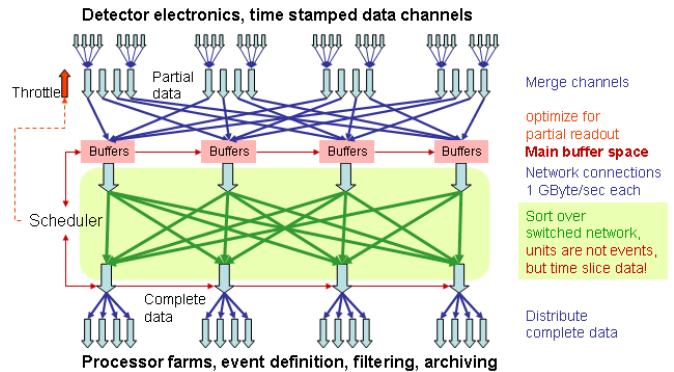 Detector electronics, time stamped data channels
Throttle
Partial
data
Merge channels
optimize for
partial readout
Main buffer space
Buffers
Buffers
Buffers
Buffers
Network connections
1 GByte/sec each
Scheduler
Sort over
switched network,
units are not events,
but time slice data!
Complete
data
Distribute
complete data
Processor farms, event definition, filtering, archiving